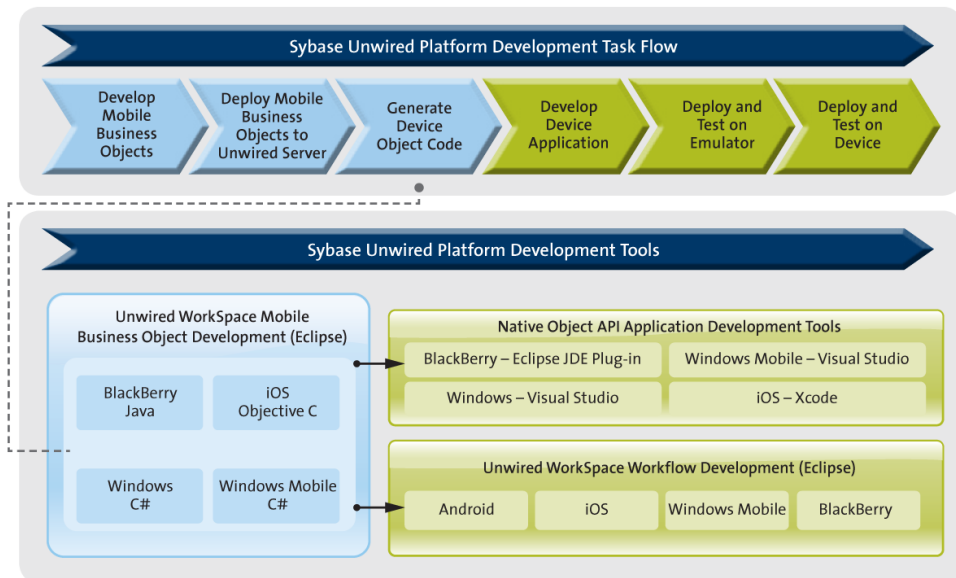 Sybase Unwired Platform Development Task Flow
Develop
Mobile
Business
Objects
Deploy Mobile
Business
Objects to
Unwired Server
Generate
Device
Object Code
Develop
Device
Application
Deploy and
Test on
Emulator
Deploy and
Test on
Device
Sybase Unwired Platform Development Tools
Unwired WorkSpace Mobile
Business Object Development (Eclipse)
BlackBerry
Java
iOS
Objective C
Windows
C#
Windows Mobile
C#
Native Object API Application Development Tools
BlackBerry – Eclipse JDE Plug-in
Windows Mobile – Visual Studio
Windows – Visual Studio
iOS – Xcode
Unwired WorkSpace Workflow Development (Eclipse)
Android
iOS
Windows Mobile
BlackBerry